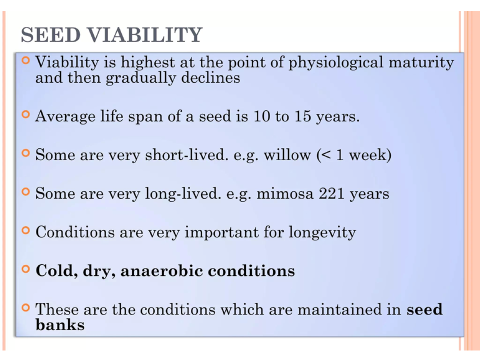 SEED VIABILITY
Viability is highest at the point of physiological maturity
and then gradually declines
Average life span of a seed is 10 to 15 years.
Some are very short-lived. e.g. willow (< 1 week)
Some are very long-lived. e.g. mimosa 221 years
Conditions are very important for longevity
Cold, dry, anaerobic conditions
These are the conditions which are maintained in seed
banks